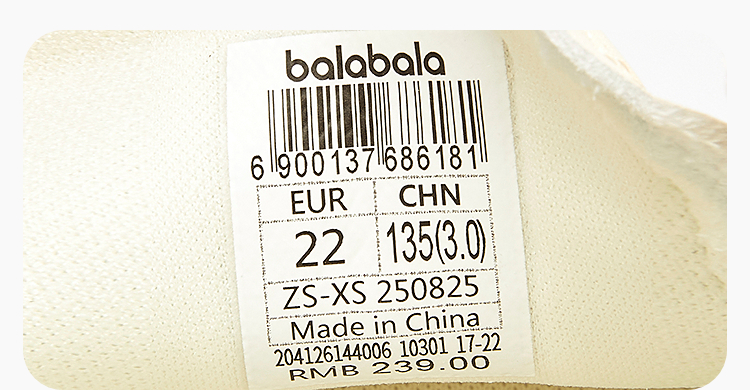 balabala
6 900137 686181
EUR CHN
22 135(3.0)
ZS-XS 250825
Made in China
204126144006 10301 17-22
RMB 239.00